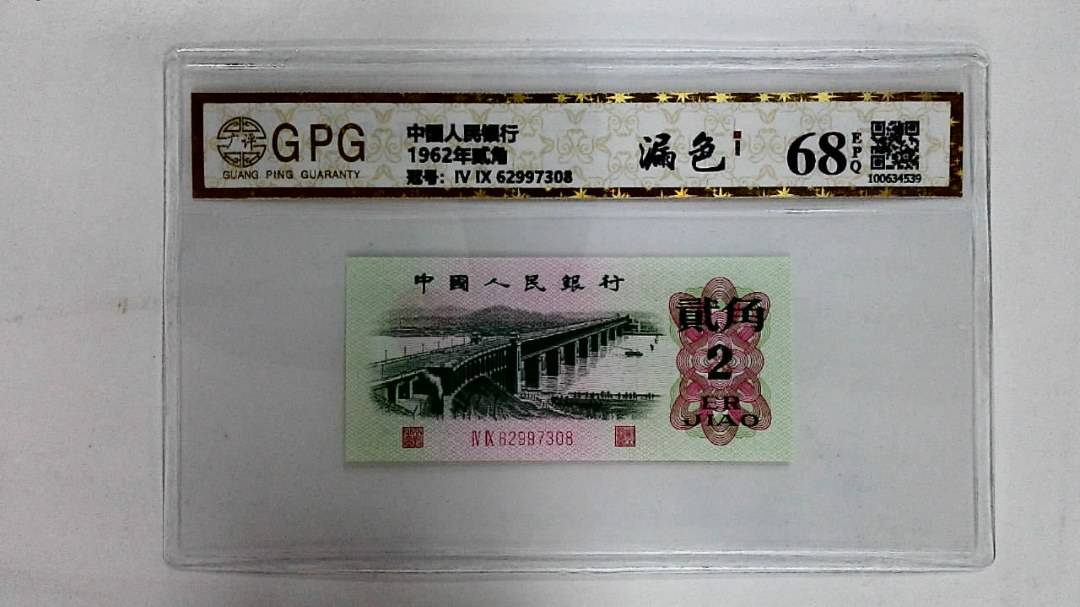 GPG
GUANG PING GUARANTY
中國人民銀行
1962年貳角
冠号: IV IX 62997308
漏色
68
EPQ
100634539
中國人民銀行
貳角
2
ER
JIAO
IV IX 62997308